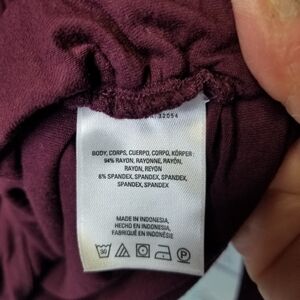 32054
BODY, CORPS, CUERPO, CORPO, KÖRPER:
94% RAYON, RAYONNE, RAYÓN,
RAYON, REYON
6% SPANDEX, SPANDEX, SPANDEX,
SPANDEX, SPANDEX
MADE IN INDONESIA,
HECHO EN INDONESIA,
FABRIQUÉ EN INDONÉSIE
30 P